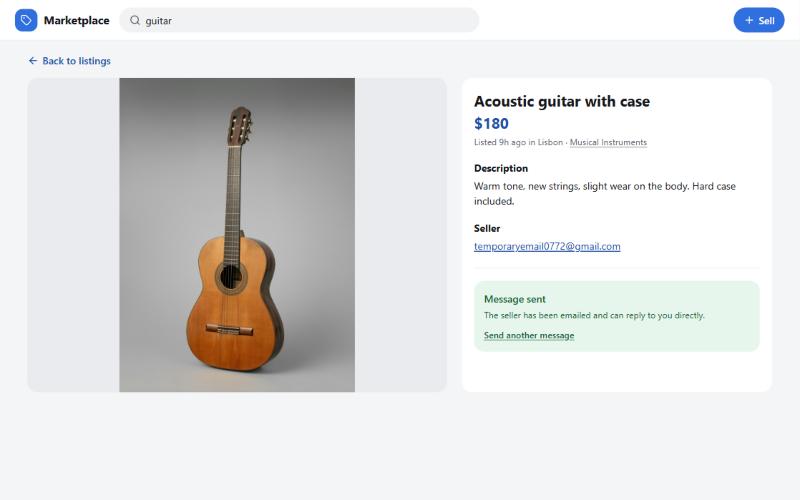 Marketplace
guitar
Sell
Back to listings
Acoustic guitar with case
$180
Listed 9h ago in Lisbon · Musical Instruments
Description
Warm tone, new strings, slight wear on the body. Hard case
included.
Seller
temporaryemail0772@gmail.com
Message sent
The seller has been emailed and can reply to you directly.
Send another message